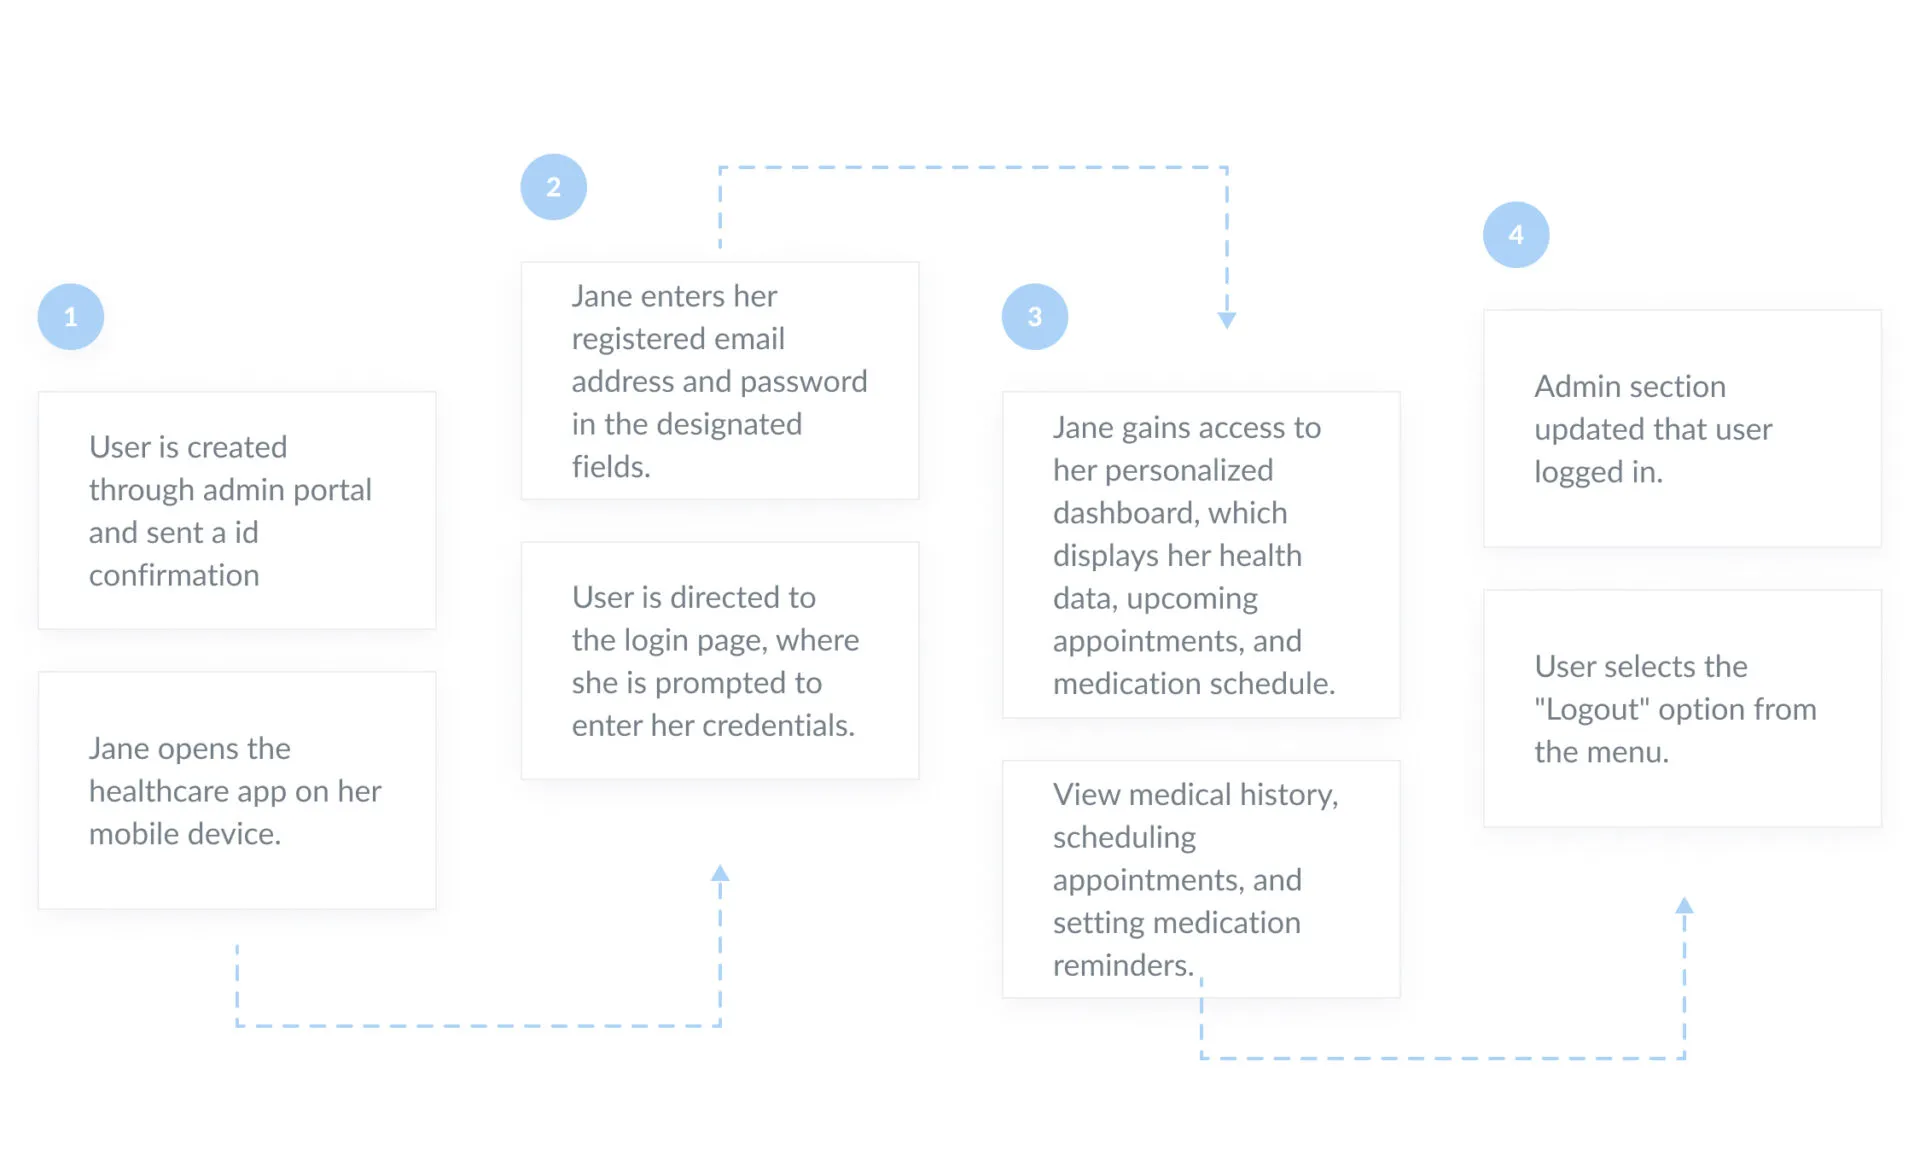 1
User is created
through admin portal
and sent a id
confirmation
Jane opens the
healthcare app on her
mobile device.
2
Jane enters her
registered email
address and password
in the designated
fields.
User is directed to
the login page, where
she is prompted to
enter her credentials.
3
Jane gains access to
her personalized
dashboard, which
displays her health
data, upcoming
appointments, and
medication schedule.
View medical history,
scheduling
appointments, and
setting medication
reminders.
4
Admin section
updated that user
logged in.
User selects the
"Logout" option from
the menu.